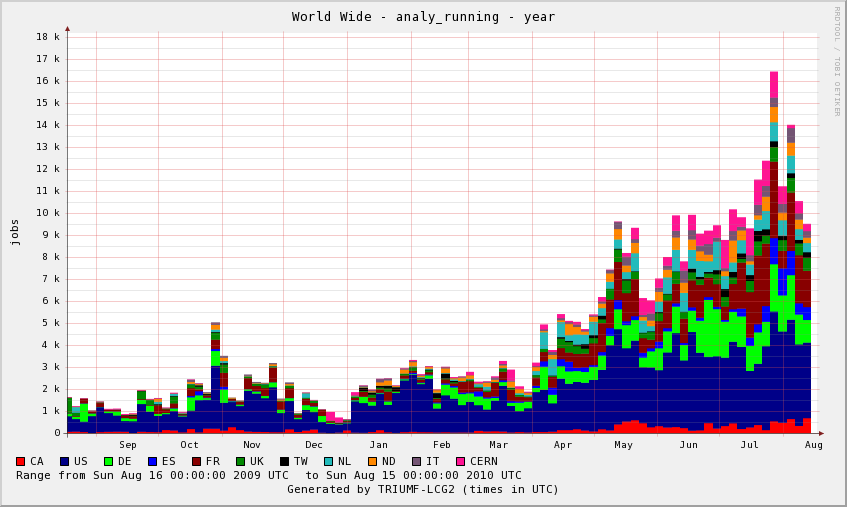 World Wide - analy_running - year
RRDTOOL / TOBI OETIKER
jobs
18 k
17 k
16 k
15 k
14 k
13 k
12 k
11 k
10 k
9 k
8 k
7 k
6 k
5 k
4 k
3 k
2 k
1 k
0
Sep Oct Nov Dec Jan Feb Mar Apr May Jun Jul Aug
CA US DE ES FR UK TW NL ND IT CERN
Range from Sun Aug 16 00:00:00 2009 UTC to Sun Aug 15 00:00:00 2010 UTC
Generated by TRIUMF-LCG2 (times in UTC)